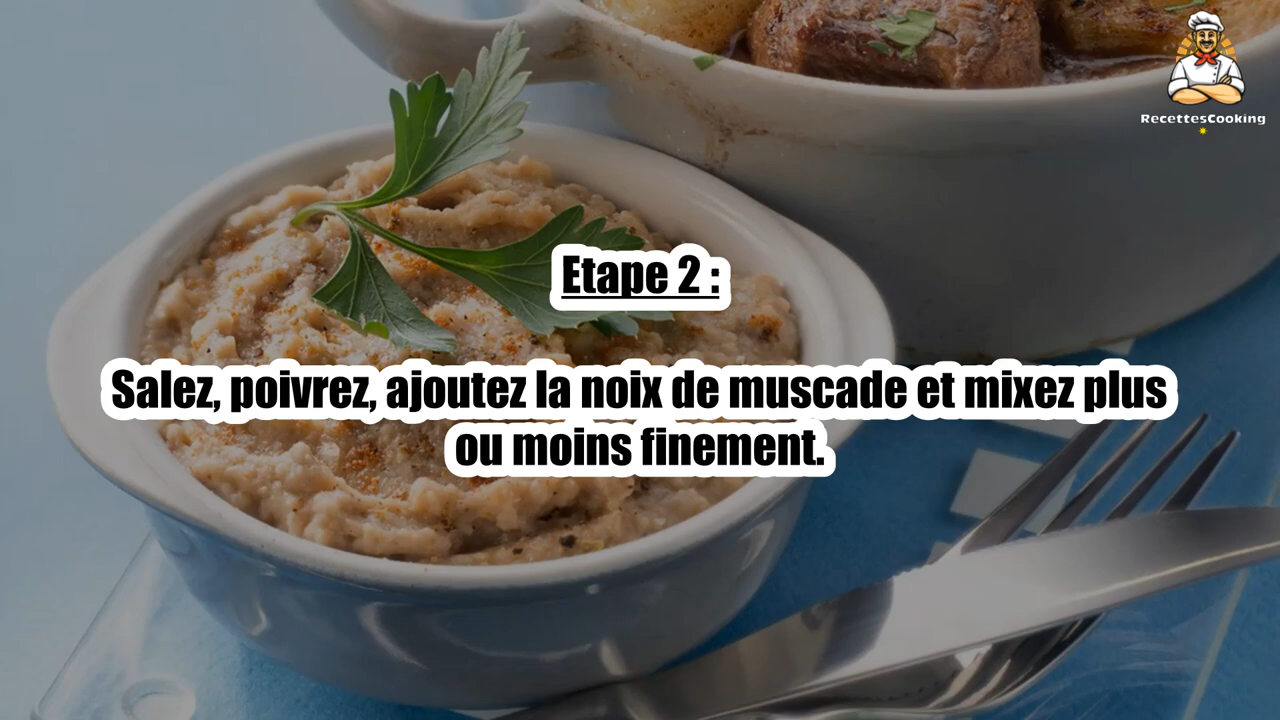 RecettesCooking
Etape 2 :
Salez, poivrez, ajoutez la noix de muscade et mixez plus
ou moins finement.